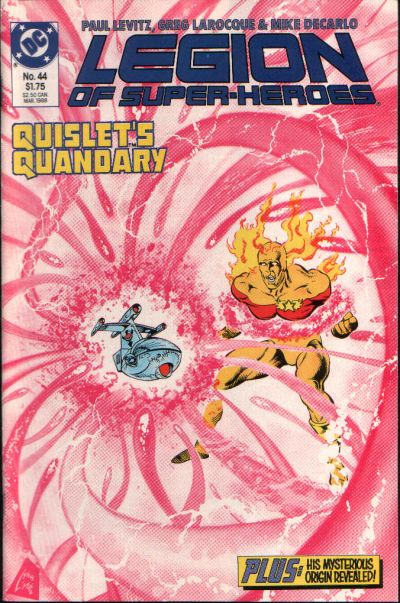 PAUL LEVITZ, GREG LAROCQUE & MIKE DECARLO
DC
No. 44
$1.75
$2.50 CAN.
MAR. 1988
LEGION
OF SUPER-HEROES
QUISLET'S
QUANDARY
PLUS: HIS MYSTERIOUS
ORIGIN REVEALED!